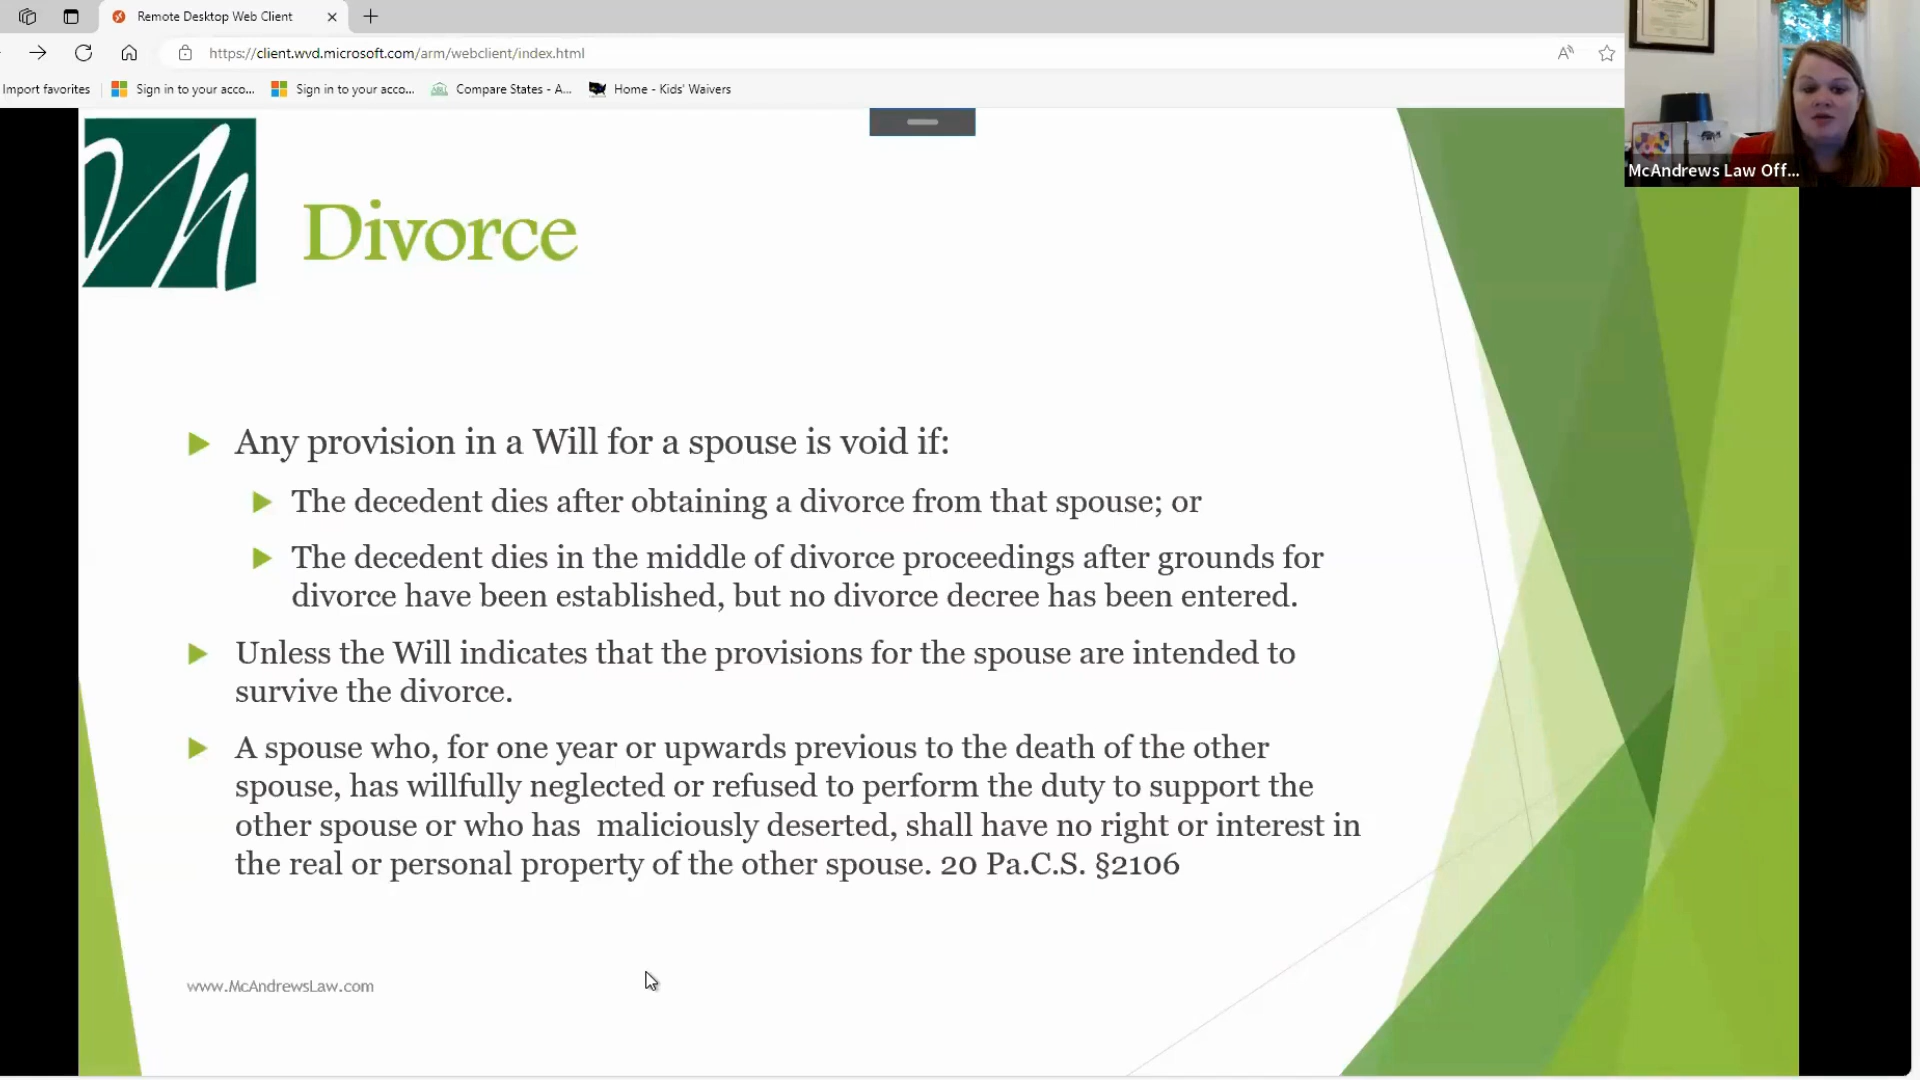 Remote Desktop Web Client
https://client.wvd.microsoft.com/arm/webclient/index.html
Import favorites
Sign in to your acco...
Sign in to your acco...
Compare States - A...
Home - Kids' Waivers
McAndrews Law Off...
Divorce
Any provision in a Will for a spouse is void if:
The decedent dies after obtaining a divorce from that spouse; or
The decedent dies in the middle of divorce proceedings after grounds for
divorce have been established, but no divorce decree has been entered.
Unless the Will indicates that the provisions for the spouse are intended to
survive the divorce.
A spouse who, for one year or upwards previous to the death of the other
spouse, has willfully neglected or refused to perform the duty to support the
other spouse or who has maliciously deserted, shall have no right or interest in
the real or personal property of the other spouse. 20 Pa.C.S. §2106
www.McAndrewsLaw.com